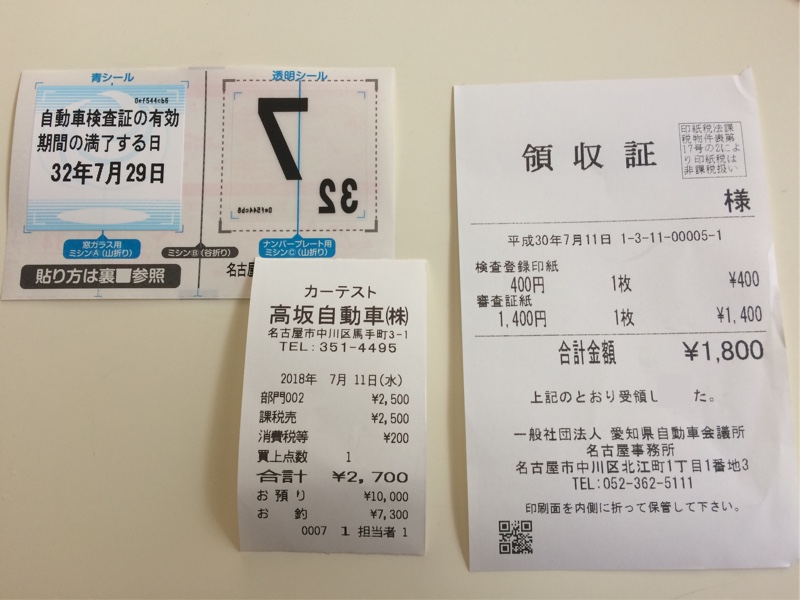 青シール
0ef544cb6
自動車検査証の有効
期間の満了する日
32年7月29日
窓ガラス用
ミシンA(山折り)
ミシンB(谷折り)
透明シール
7
32
0ef544cb6
ナンバープレート用
ミシンC(山折り)
貼り方は裏■参照
名古屋
カーテスト
高坂自動車㈱
名古屋市中川区馬手町3-1
TEL:351-4495
2018年 7月11日(水)
部門002 ¥2,500
課税売 ¥2,500
消費税等 ¥200
買上点数 1
合計 ¥2,700
お預り ¥10,000
お 釣 ¥7,300
0007 1 担当者 1
領収証
印紙税法課
税物件表第
17号の2によ
り印紙税は
非課税扱い
様
平成30年7月11日 1-3-11-00005-1
検査登録印紙
400円 1枚 ¥400
審査証紙
1,400円 1枚 ¥1,400
合計金額 ¥1,800
上記のとおり受領し た。
一般社団法人 愛知県自動車会議所
名古屋事務所
名古屋市中川区北江町1丁目1番地3
TEL:052-362-5111
印刷面を内側に折って保管して下さい。